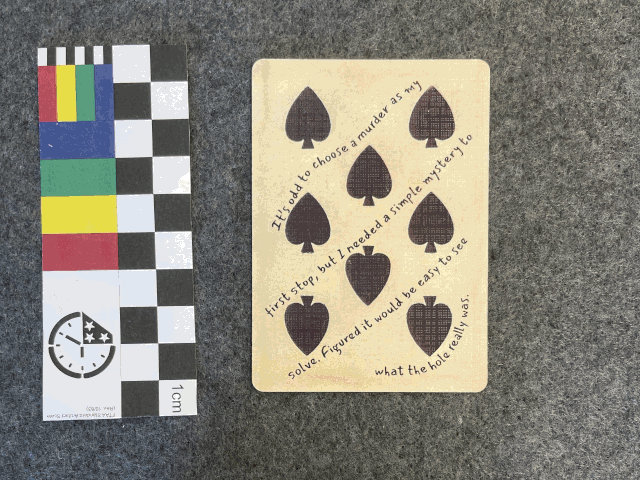 It's odd to choose a murder as my
first stop, but I needed a simple mystery to
solve. Figured it would be easy to see
what the hole really was.
1cm